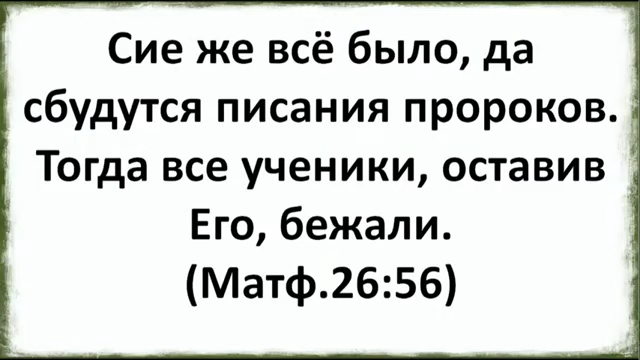 Сие же всё было, да
сбудутся писания пророков.
Тогда все ученики, оставив
Его, бежали.
(Матф.26:56)